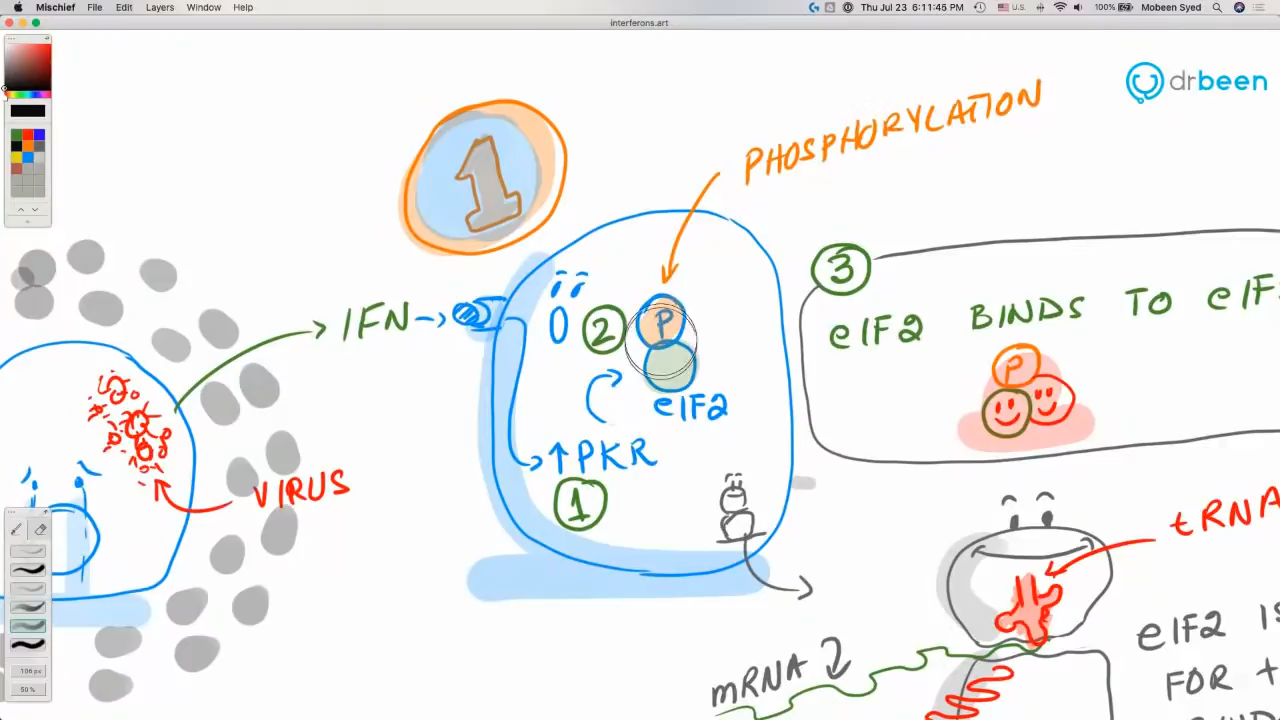 Mischief File Edit Layers Window Help
U.S. 100% Thu Jul 23 6:11:45 PM Mobeen Syed
interferons.art
drbeen
1
PHOSPHORYLATION
3
eIF2 BINDS TO eIF
IFN
2
P
eIF2
P
↑PKR
VIRUS
1
tRNA
eIF2 IS
mRNA
FOR
106 px
50 %